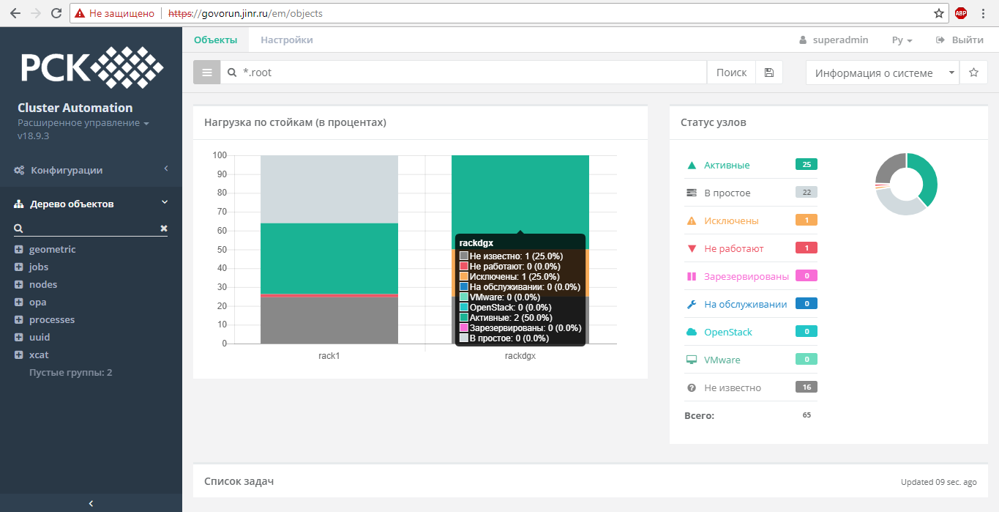 Не защищено https://govorun.jinr.ru/em/objects ABP
РСК
Cluster Automation
Расширенное управление
v18.9.3
Конфигурации
Дерево объектов
geometric
jobs
nodes
opa
processes
uuid
xcat
Пустые группы: 2
Объекты Настройки superadmin Ру Выйти
*.root Поиск Информация о системе
Нагрузка по стойкам (в процентах)
100
90
80
70
60
50
40
30
20
10
0
rack1 rackdgx
rackdgx
Не известно: 1 (25.0%)
Не работают: 0 (0.0%)
Исключены: 1 (25.0%)
На обслуживании: 0 (0.0%)
VMware: 0 (0.0%)
OpenStack: 0 (0.0%)
Активные: 2 (50.0%)
Зарезервированы: 0 (0.0%)
В простое: 0 (0.0%)
Статус узлов
Активные 25
В простое 22
Исключены 1
Не работают 1
Зарезервированы 0
На обслуживании 0
OpenStack 0
VMware 0
Не известно 16
Всего: 65
Список задач Updated 09 sec. ago